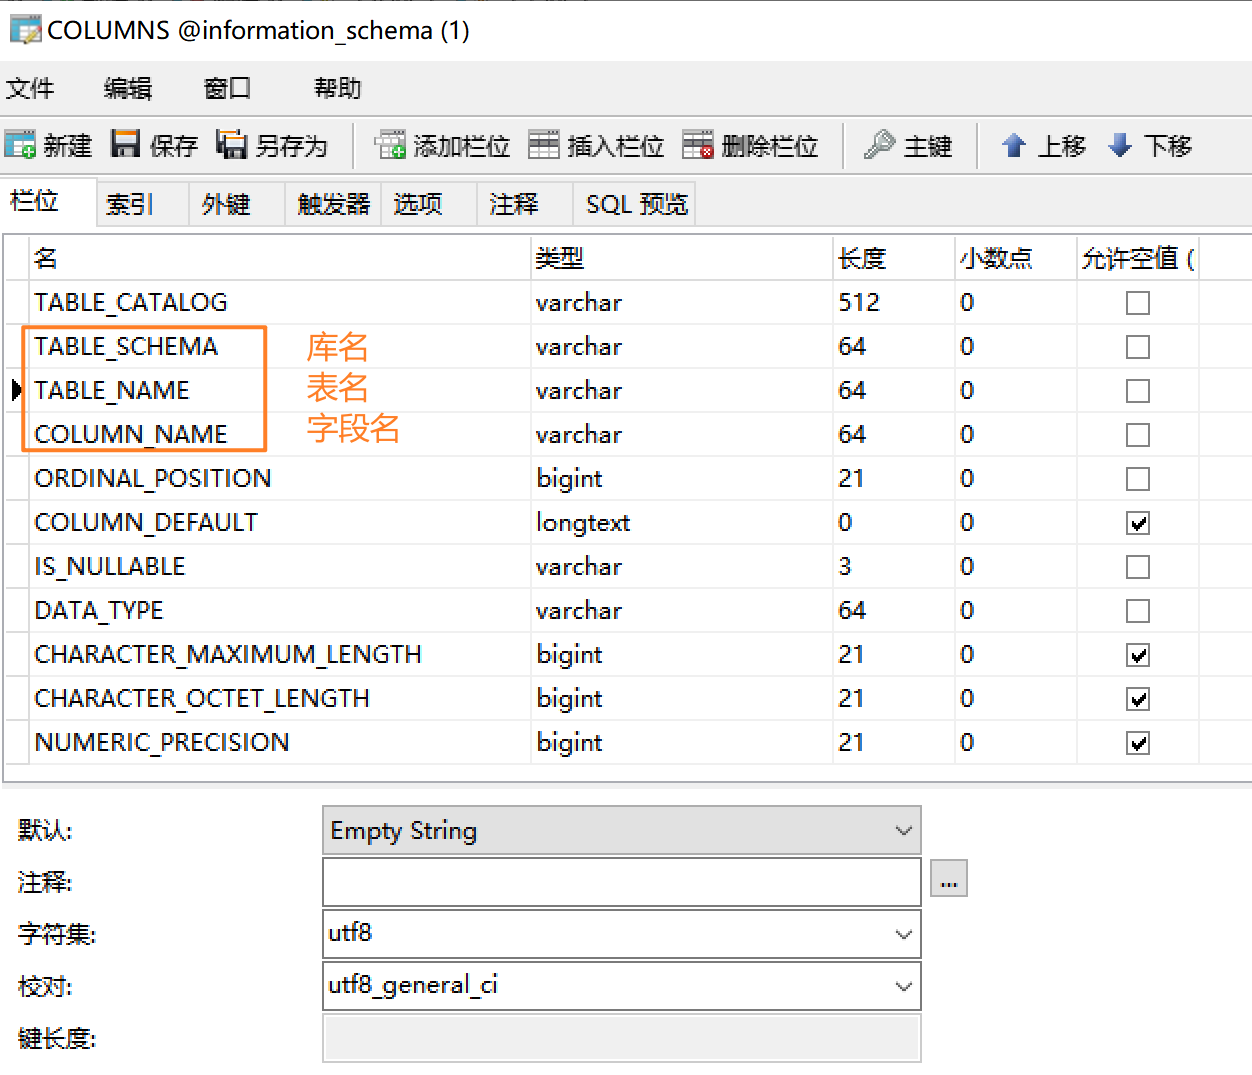 COLUMNS @information_schema (1)
文件 编辑 窗口 帮助
新建 保存 另存为 添加栏位 插入栏位 删除栏位 主键 上移 下移
栏位 索引 外键 触发器 选项 注释 SQL 预览
名 类型 长度 小数点 允许空值 (
TABLE_CATALOG varchar 512 0
TABLE_SCHEMA 库名 varchar 64 0
TABLE_NAME 表名 varchar 64 0
COLUMN_NAME 字段名 varchar 64 0
ORDINAL_POSITION bigint 21 0
COLUMN_DEFAULT longtext 0 0
IS_NULLABLE varchar 3 0
DATA_TYPE varchar 64 0
CHARACTER_MAXIMUM_LENGTH bigint 21 0
CHARACTER_OCTET_LENGTH bigint 21 0
NUMERIC_PRECISION bigint 21 0
默认: Empty String
注释: ...
字符集: utf8
校对: utf8_general_ci
键长度: